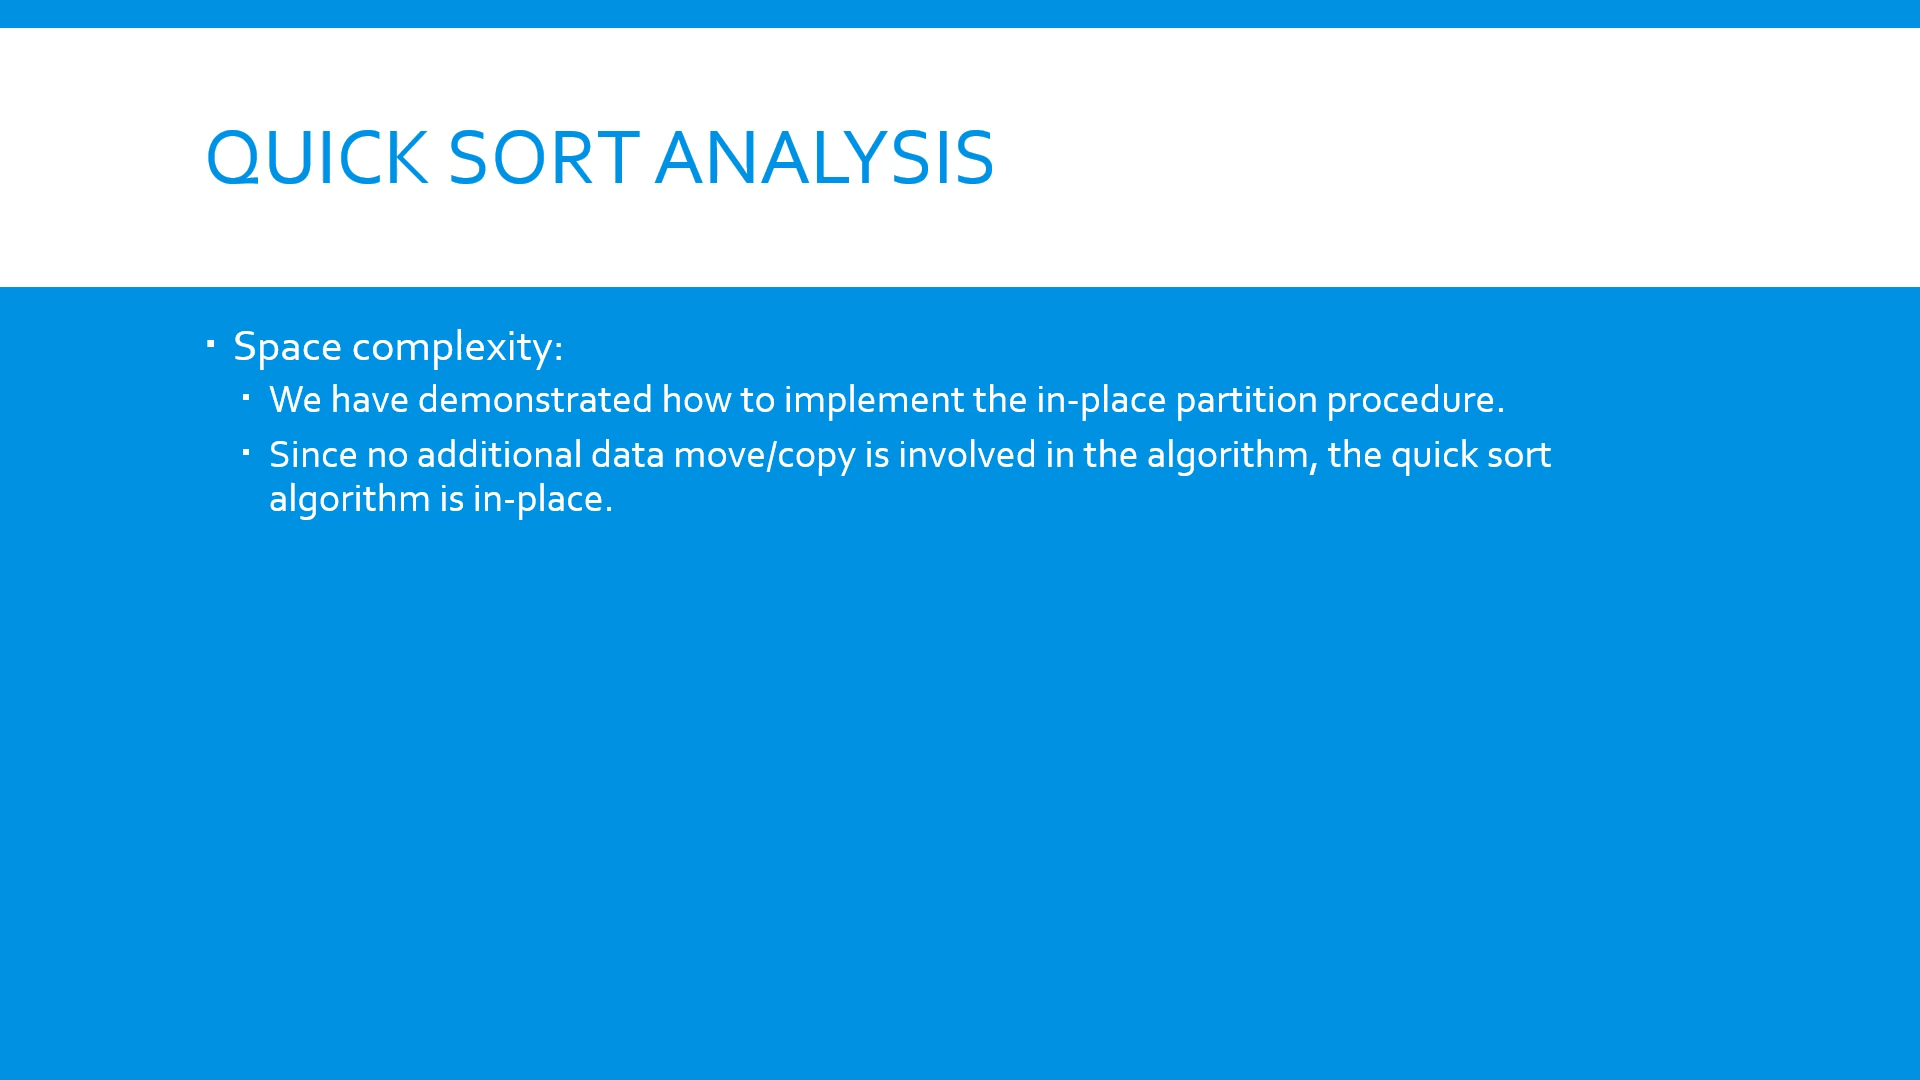 QUICK SORT ANALYSIS
▪ Space complexity:
▪ We have demonstrated how to implement the in-place partition procedure.
▪ Since no additional data move/copy is involved in the algorithm, the quick sort
algorithm is in-place.